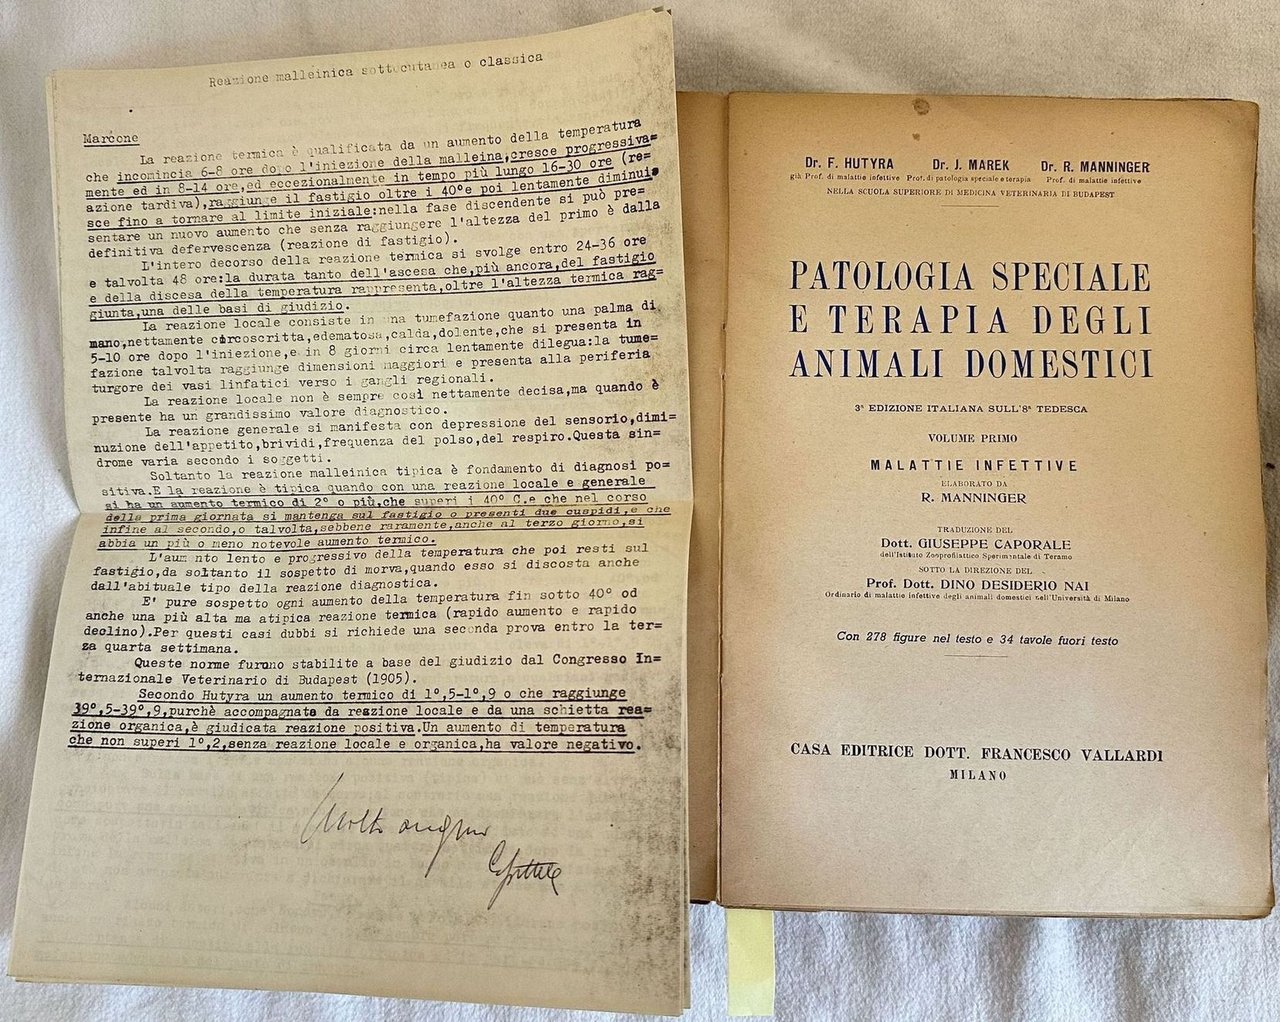 Reazione malleinica sottocutanea o classica
Marcone
La reazione termica è qualificata da un aumento della temperatura
che incomincia 6-8 ore dopo l'iniezione della malleina,cresce progressiva=
mente ed in 8-14 ore,ed eccezionalmente in tempo più lungo 16-30 ore (re=
azione tardiva),raggiunge il fastigio oltre i 40°e poi lentamente diminui=
sce fino a tornare al limite iniziale:nella fase discendente si può pre=
sentare un nuovo aumento che senza raggiungere l'altezza del primo è dalla
definitiva defervescenza (reazione di fastigio).
L'intero decorso della reazione termica si svolge entro 24-36 ore
e talvolta 48 ore:la durata tanto dell'ascesa che,più ancora,del fastigio
e della discesa della temperatura rappresenta,oltre l'altezza termica rag=
giunta,una delle basi di giudizio.
La reazione locale consiste in una tumefazione quanto una palma di
mano,nettamente circoscritta,edematosa,calda,dolente,che si presenta in
5-10 ore dopo l'iniezione,e in 8 giorni circa lentamente dilegua:la tume=
fazione talvolta raggiunge dimensioni maggiori e presenta alla periferia
turgore dei vasi linfatici verso i gangli regionali.
La reazione locale non è sempre così nettamente decisa,ma quando è
presente ha un grandissimo valore diagnostico.
La reazione generale si manifesta con depressione del sensorio,dimi=
nuzione dell'appetito,brividi,frequenza del polso,del respiro.Questa sin=
drome varia secondo i soggetti.
Soltanto la reazione malleinica tipica è fondamento di diagnosi po=
sitiva.E la reazione è tipica quando con una reazione locale e generale
si ha un aumento termico di 2° o più,che superi i 40° C.e che nel corso
della prima giornata si mantenga sul fastigio o presenti due cuspidi,e che
infine al secondo,o talvolta,sebbene raramente,anche al terzo giorno,si
abbia un più o meno notevole aumento termico.
L'aum nto lento e progressivo della temperatura che poi resti sul
fastigio,da soltanto il sospetto di morva,quando esso si discosta anche
dall'abituale tipo della reazione diagnostica.
E' pure sospetto ogni aumento della temperatura fin sotto 40° od
anche una più alta ma atipica reazione termica (rapido aumento e rapido
declino).Per questi casi dubbi si richiede una seconda prova entro la ter=
za quarta settimana.
Queste norme furono stabilite a base del giudizio dal Congresso In=
ternazionale Veterinario di Budapest (1905).
Secondo Hutyra un aumento termico di 1°,5-1°,9 o che raggiunge
39°,5-39°,9,purchè accompagnato da reazione locale e da una schietta rea=
zione organica,è giudicata reazione positiva.Un aumento di temperatura
che non superi 1°,2,senza reazione locale e organica,ha valore negativo.
Dr. F. HUTYRA Dr. J. MAREK Dr. R. MANNINGER
già Prof. di malattie infettive Prof. di patologia speciale e terapia Prof. di malattie infettive
NELLA SCUOLA SUPERIORE DI MEDICINA VETERINARIA DI BUDAPEST
PATOLOGIA SPECIALE
E TERAPIA DEGLI
ANIMALI DOMESTICI
3ª EDIZIONE ITALIANA SULL'8ª TEDESCA
VOLUME PRIMO
MALATTIE INFETTIVE
ELABORATO DA
R. MANNINGER
TRADUZIONE DEL
Dott. GIUSEPPE CAPORALE
dell'Istituto Zooprofilattico Sperimentale di Teramo
SOTTO LA DIREZIONE DEL
Prof. Dott. DINO DESIDERIO NAI
Ordinario di malattie infettive degli animali domestici nell'Università di Milano
Con 278 figure nel testo e 34 tavole fuori testo
CASA EDITRICE DOTT. FRANCESCO VALLARDI
MILANO